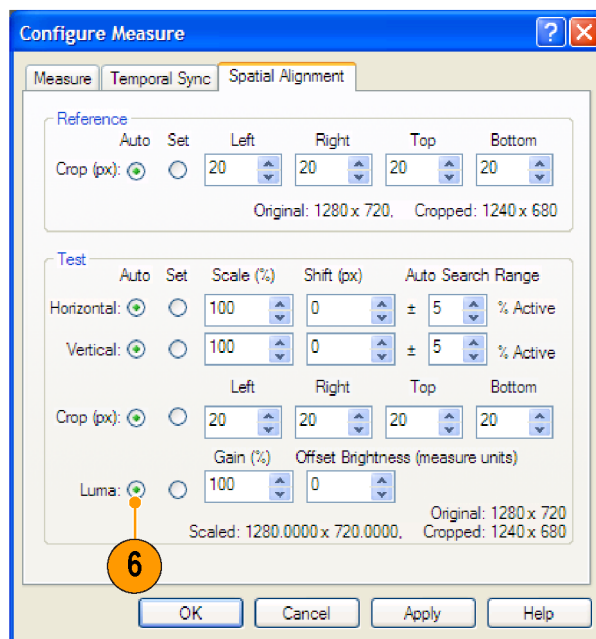 Configure Measure
Measure Temporal Sync Spatial Alignment
Reference
Auto Set Left Right Top Bottom
Crop (px): 20 20 20 20
Original: 1280 x 720, Cropped: 1240 x 680
Test
Auto Set Scale (%) Shift (px) Auto Search Range
Horizontal: 100 0 ± 5 % Active
Vertical: 100 0 ± 5 % Active
Left Right Top Bottom
Crop (px): 20 20 20 20
Gain (%) Offset Brightness (measure units)
Luma: 100 0
Original: 1280 x 720
Scaled: 1280.0000 x 720.0000, Cropped: 1240 x 680
6
OK Cancel Apply Help